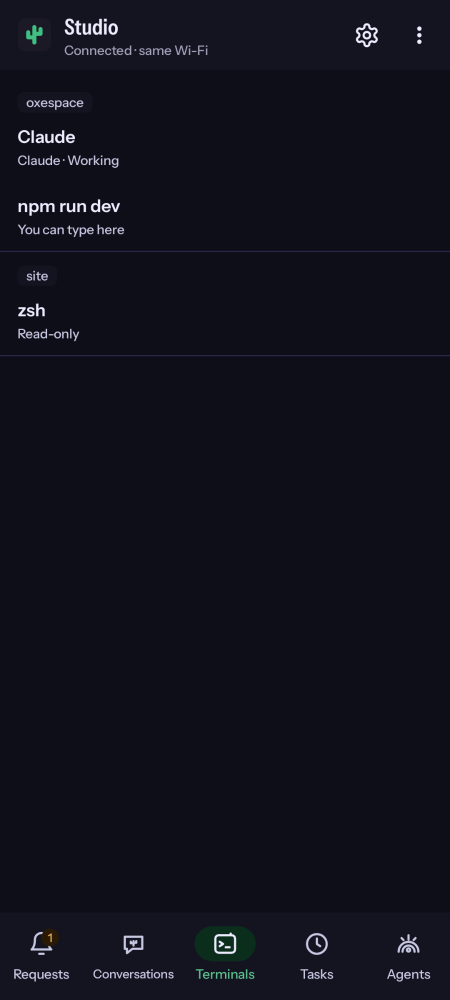 Studio
Connected · same Wi-Fi
oxespace
Claude
Claude · Working
npm run dev
You can type here
site
zsh
Read-only
1
Requests
Conversations
Terminals
Tasks
Agents